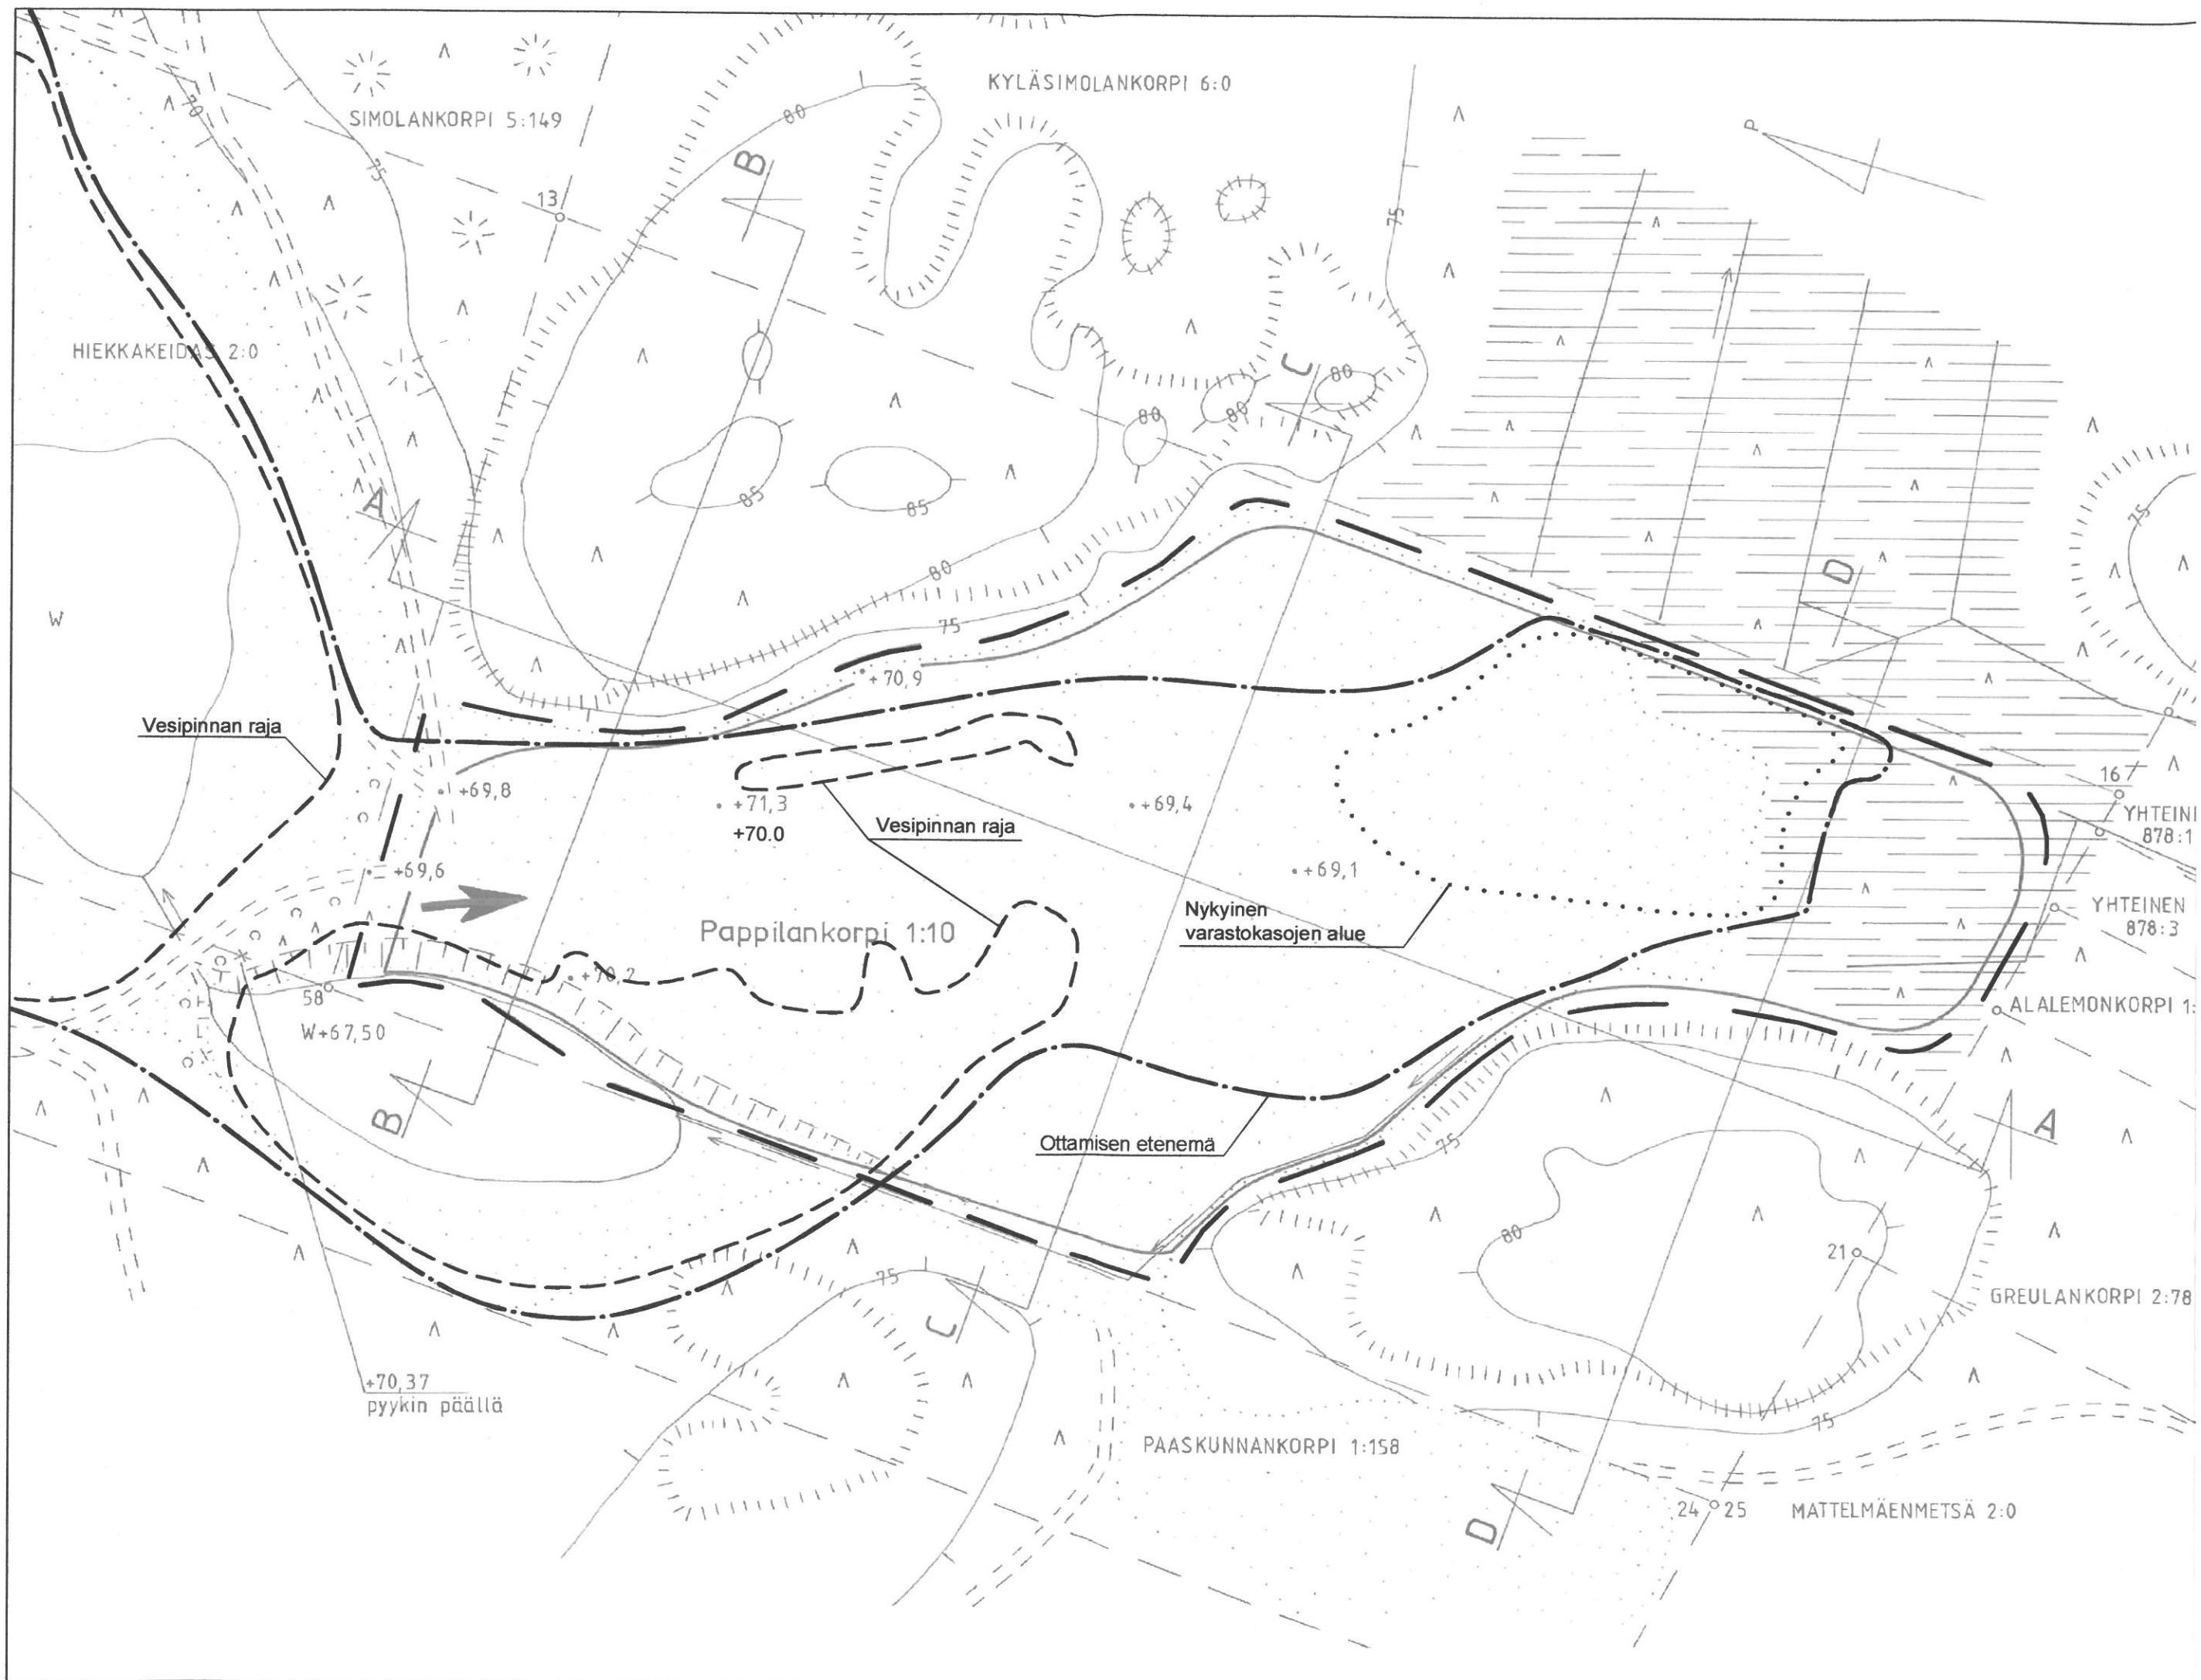 KYLÄSIMOLANKORPI 6:0
P
SIMOLANKORPI 5:149
70
75
80
B
13
75
HIEKKAKEIDAS 2:0
C
80
80
80
85
85
A
75
W
80
D
75
Vesipinnan raja
+70,9
+69,8
+71,3
+70.0
Vesipinnan raja
+69,4
16
YHTEIN
878:1
+69,6
+69,1
Pappilankorpi 1:10
Nykyinen
varastokasojen alue
YHTEINEN
878:3
+70,2
58
W+67,50
ALALEMONKORPI 1:
B
Ottamisen etenemä
75
A
80
21
75
GREULANKORPI 2:78
C
+70,37
pyykin päällä
75
PAASKUNNANKORPI 1:158
D
24 25
MATTELMÄENMETSÄ 2:0